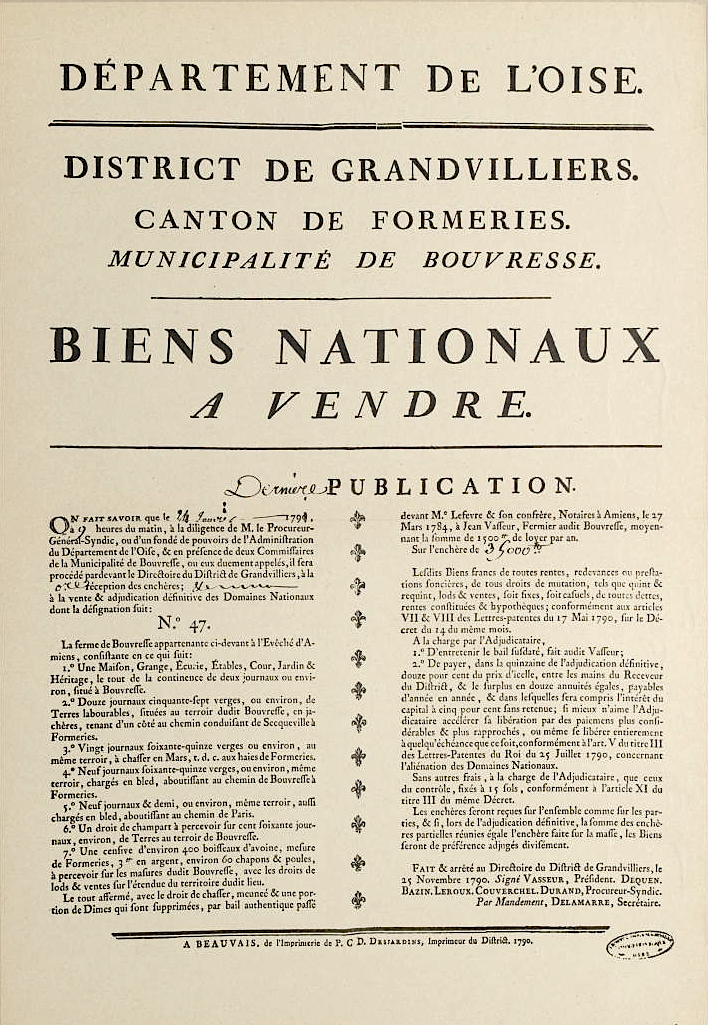 DÉPARTEMENT DE L'OISE.
DISTRICT DE GRANDVILLIERS.
CANTON DE FORMERIES.
MUNICIPALITÉ DE BOUVRESSE.
BIENS NATIONAUX
A VENDRE.
Derniere PUBLICATION.
ON FAIT SAVOIR que le 179
à 9 heures du matin, à la diligence de M. le Procureur-
Général-Syndic, ou d'un fondé de pouvoirs de l'Administration
du Département de l'Oise, & en présence de deux Commissaires
de la Municipalité de Bouvresse, ou eux duement appelés, il sera
procédé pardevant le Directoire du District de Grandvilliers, à la
réception des enchères;
à la vente & adjudication définitive des Domaines Nationaux
dont la désignation suit:
N.º 47.
La ferme de Bouvresse appartenante ci-devant à l'Evêché d'A-
miens, consistante en ce qui suit:
1.º Une Maison, Grange, Écurie, Étables, Cour, Jardin &
Héritage, le tout de la continence de deux journaux ou envi-
ron, situé à Bouvresse.
2.º Douze journaux cinquante-sept verges ou environ, de
Terres labourables, situées au terroir dudit Bouvresse, en ja-
chères, tenant d'un côté au chemin conduisant de Secqueville à
Formeries.
3.º Vingt journaux soixante-quinze verges ou environ, au
même terroir, à chasser en Mars, t. d. c. aux haies de Formeries.
4.º Neuf journaux soixante-quinze verges, ou environ, même
terroir, chargés en bled, aboutissant au chemin de Bouvresse à
Formeries.
5.º Neuf journaux & demi, ou environ, même terroir, aussi
chargés en bled, aboutissant au chemin de Paris.
6.º Un droit de champart à percevoir sur cent soixante jour-
naux, environ, de Terres au terroir de Bouvresse.
7.º Une censive d'environ 400 boisseaux d'avoine, mesure
de Formeries, 3 en argent, environ 60 chapons & poules,
à percevoir sur les masures dudit Bouvresse, avec les droits de
lods & ventes sur l'étendue du territoire dudit lieu.
Le tout affermé, avec le droit de chasser, meuneé & une por-
tion de Dimes qui sont supprimées, par bail authentique passé
devant M.e Lefevre & son confrère, Notaires à Amiens, le 27
Mars 1784, à Jean Vasseur, Fermier audit Bouvresse, moyen-
nant la somme de 1500 de loyer par an.
Sur l'enchère de 35000
Lesdits Biens francs de toutes rentes, redevances ou presta-
tions foncières, de tous droits de mutation, tels que quint &
requint, lods & ventes, soit fixes, soit casuels, de toutes dettes,
rentes constituées & hypothèques; conformément aux articles
VII & VIII des Lettres-patentes du 17 Mai 1790, sur le Dé-
cret du 14 du même mois.
A la charge par l'Adjudicataire,
1.º D'entretenir le bail susdaté, fait audit Vasseur;
2.º De payer, dans la quinzaine de l'adjudication définitive,
douze pour cent du prix d'icelle, entre les mains du Receveur
du District, & le surplus en douze annuités égales, payables
d'année en année, & dans lesquelles sera compris l'intérêt du
capital à cinq pour cent sans retenue; si mieux n'aime l'Adju-
dicataire accélérer sa libération par des paiemens plus consi-
dérables & plus rapprochés, ou même se libérer entierement
à quelqu'échéance que ce soit, conformément à l'art. V du titre III
des Lettres-Patentes du Roi du 25 Juillet 1790, concernant
l'aliénation des Domaines Nationaux.
Sans autres frais, à la charge de l'Adjudicataire, que ceux
du contrôle, fixés à 15 sols, conformément à l'article XI du
titre III du même Décret.
Les enchères seront reçues sur l'ensemble comme sur les par-
ties, & si, lors de l'adjudication définitive, la somme des enchè-
res partielles réunies égale l'enchère faite sur la masse, les Biens
seront de préférence adjugés divisément.
FAIT & arrêté au Directoire du District de Grandvilliers, le
25 Novembre 1790. Signé VASSEUR, Président. DEQUEN.
BAZIN. LEROUX. COUVERCHEL. DURAND, Procureur-Syndic.
Par Mandement, DELAMARRE, Secrétaire.
A BEAUVAIS, de l'Imprimerie de P. C D. DESJARDINS, Imprimeur du District. 1790.